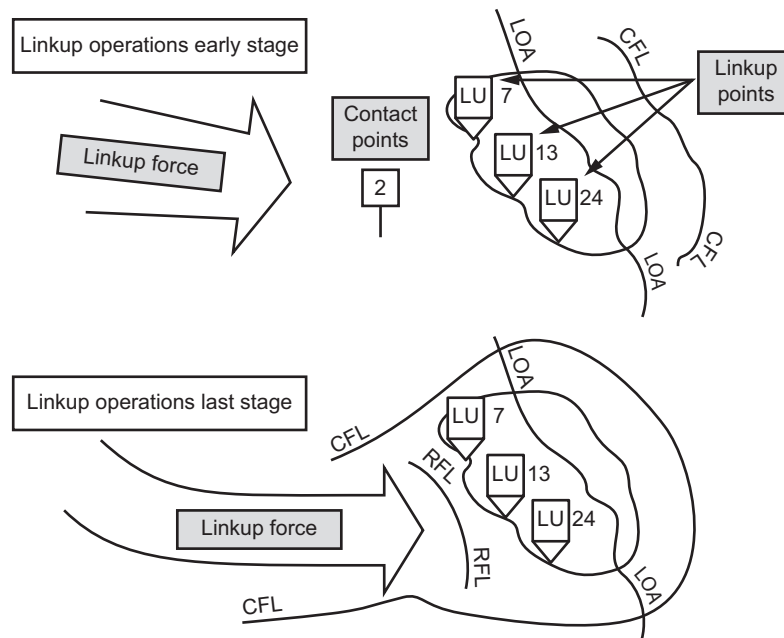 Linkup operations early stage
LOA
CFL
Linkup
points
LU 7
Contact
points
Linkup force
LU 13
2
LU 24
CFL
LOA
Linkup operations last stage
LOA
CFL
LU 7
RFL
LU 13
Linkup force
LU 24
RFL
LOA
CFL